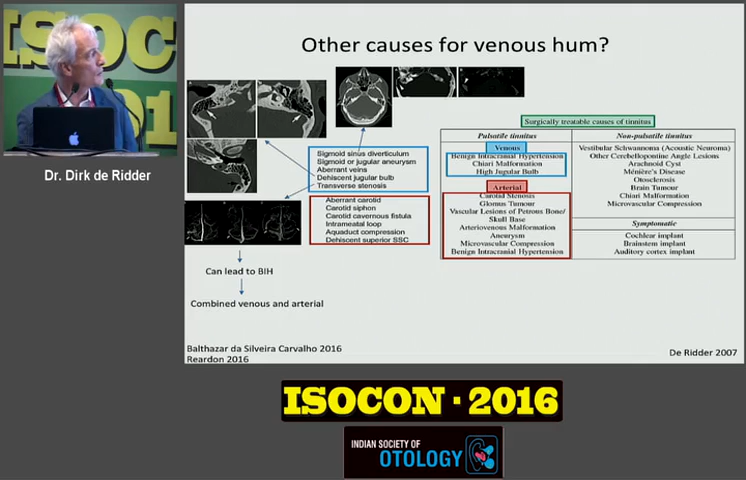 ISOC
Dr. Dirk de Ridder
Other causes for venous hum?
Sigmoid sinus diverticulum
Sigmoid or jugular aneurysm
Aberrant veins
Dehiscent jugular bulb
Transverse stenosis
Aberrant carotid
Carotid siphon
Carotid cavernous fistula
Intrameatal loop
Aquaduct compression
Dehiscent superior SSC
Can lead to BIH
Combined venous and arterial
Surgically treatable causes of tinnitus
Pulsatile tinnitus
Venous
Benign Intracranial Hypertension
Chiari Malformation
High Jugular Bulb
Arterial
Carotid Stenosis
Glomus Tumour
Vascular Lesions of Petrous Bone/
Skull Base
Arteriovenous Malformation
Aneurysm
Microvascular Compression
Benign Intracranial Hypertension
Non-pulsatile tinnitus
Vestibular Schwannoma (Acoustic Neuroma)
Other Cerebellopontine Angle Lesions
Arachnoid Cyst
Ménière's Disease
Otosclerosis
Brain Tumour
Chiari Malformation
Microvascular Compression
Symptomatic
Cochlear implant
Brainstem implant
Auditory cortex implant
Balthazar da Silveira Carvalho 2016
Reardon 2016
De Ridder 2007
ISOCON · 2016
INDIAN SOCIETY OF
OTOLOGY